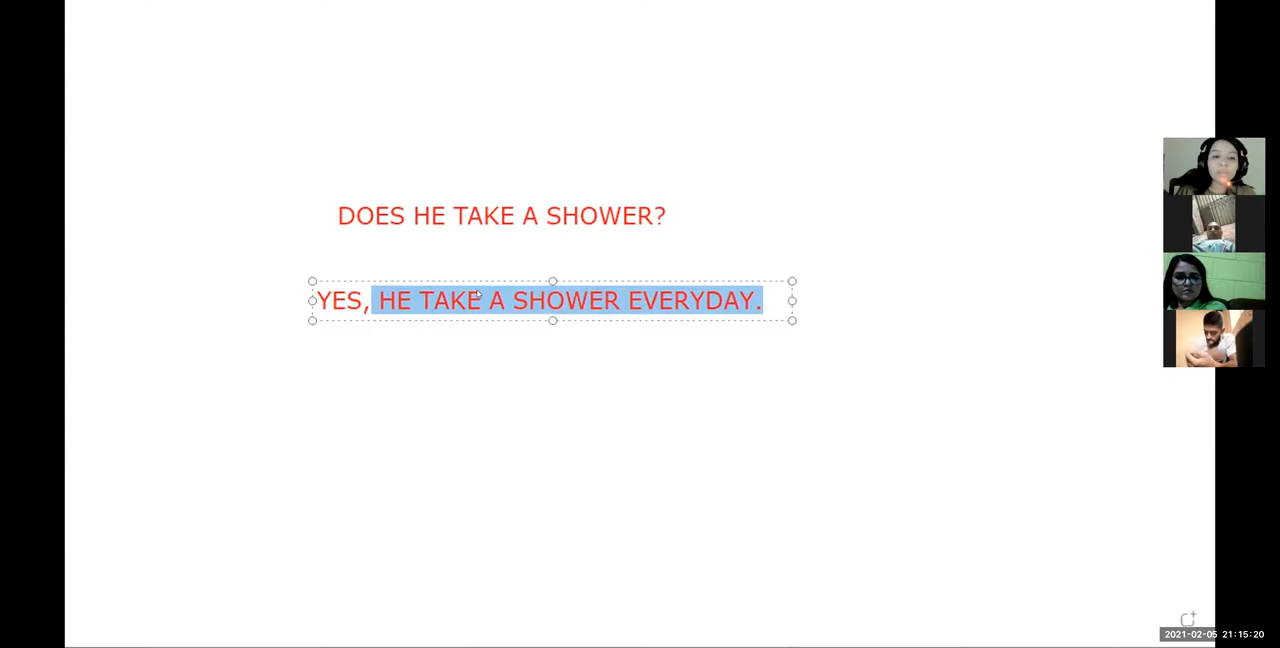 DOES HE TAKE A SHOWER?
YES, HE TAKE A SHOWER EVERYDAY.
2021-02-05 21:15:20